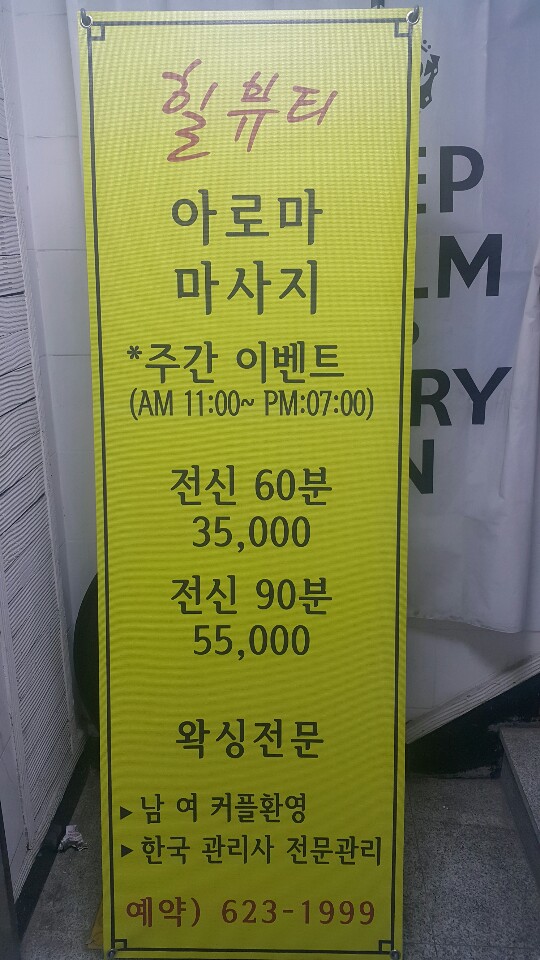 힐뷰티
아로마
마사지
*주간 이벤트
(AM 11:00~ PM:07:00)
전신 60분
35,000
전신 90분
55,000
왁싱전문
▶남 여 커플환영
▶한국 관리사 전문관리
예약) 623-1999